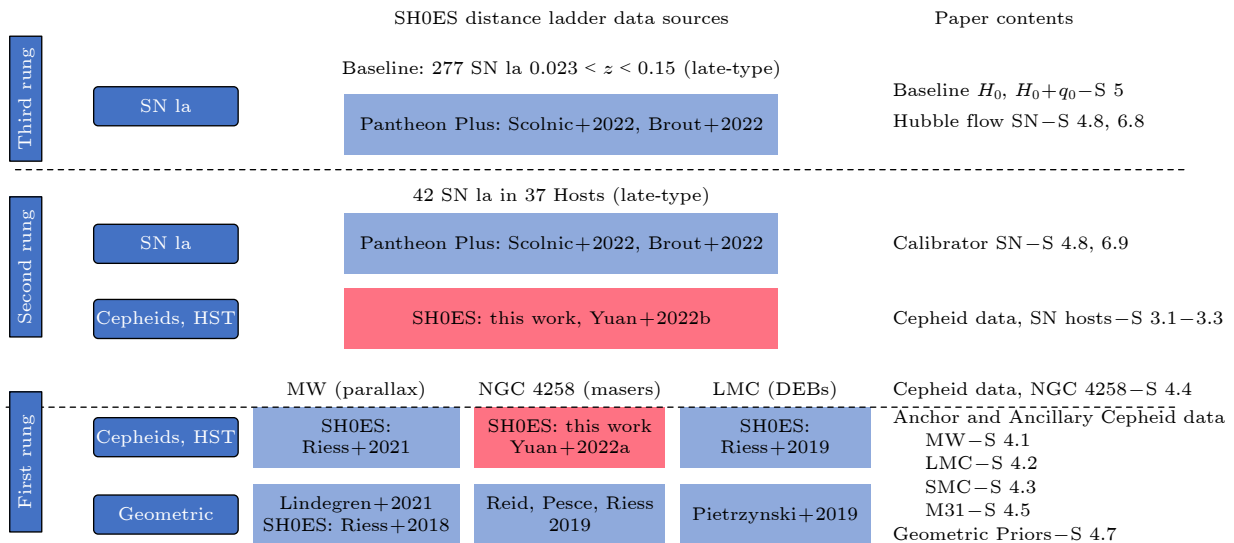 SH0ES distance ladder data sources
Paper contents
Third rung
Baseline: 277 SN la 0.023 < z < 0.15 (late-type)
SN la
Pantheon Plus: Scolnic+2022, Brout+2022
Baseline H₀, H₀+q₀−S 5
Hubble flow SN−S 4.8, 6.8
Second rung
42 SN la in 37 Hosts (late-type)
SN la
Pantheon Plus: Scolnic+2022, Brout+2022
Calibrator SN−S 4.8, 6.9
Cepheids, HST
SH0ES: this work, Yuan+2022b
Cepheid data, SN hosts−S 3.1−3.3
First rung
MW (parallax)
NGC 4258 (masers)
LMC (DEBs)
Cepheid data, NGC 4258−S 4.4
Cepheids, HST
SH0ES:
Riess+2021
SH0ES: this work
Yuan+2022a
SH0ES:
Riess+2019
Anchor and Ancillary Cepheid data
MW−S 4.1
LMC−S 4.2
SMC−S 4.3
M31−S 4.5
Geometric
Lindegren+2021
SH0ES: Riess+2018
Reid, Pesce, Riess
2019
Pietrzynski+2019
Geometric Priors−S 4.7